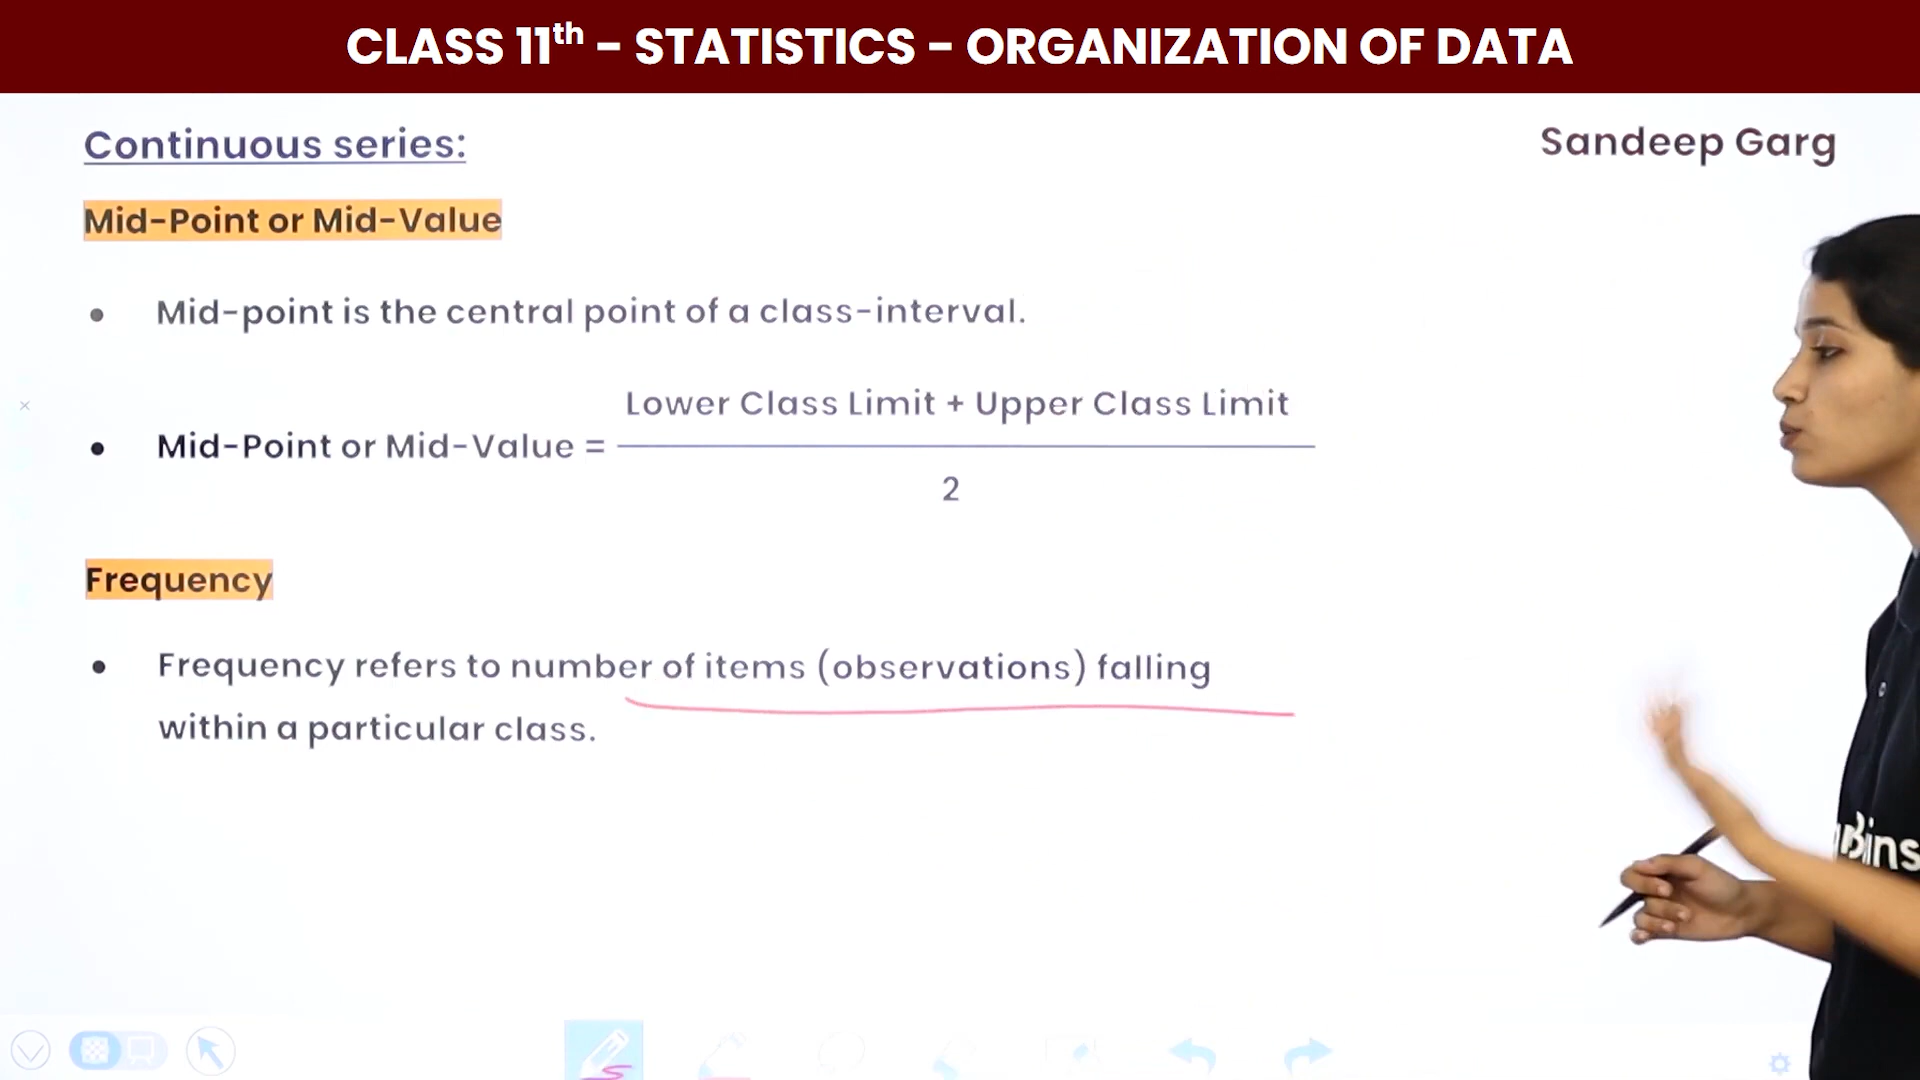 CLASS 11th - STATISTICS - ORGANIZATION OF DATA
Continuous series:
Sandeep Garg
Mid-Point or Mid-Value
• Mid-point is the central point of a class-interval.
Lower Class Limit + Upper Class Limit
• Mid-Point or Mid-Value =
2
Frequency
• Frequency refers to number of items (observations) falling
within a particular class.